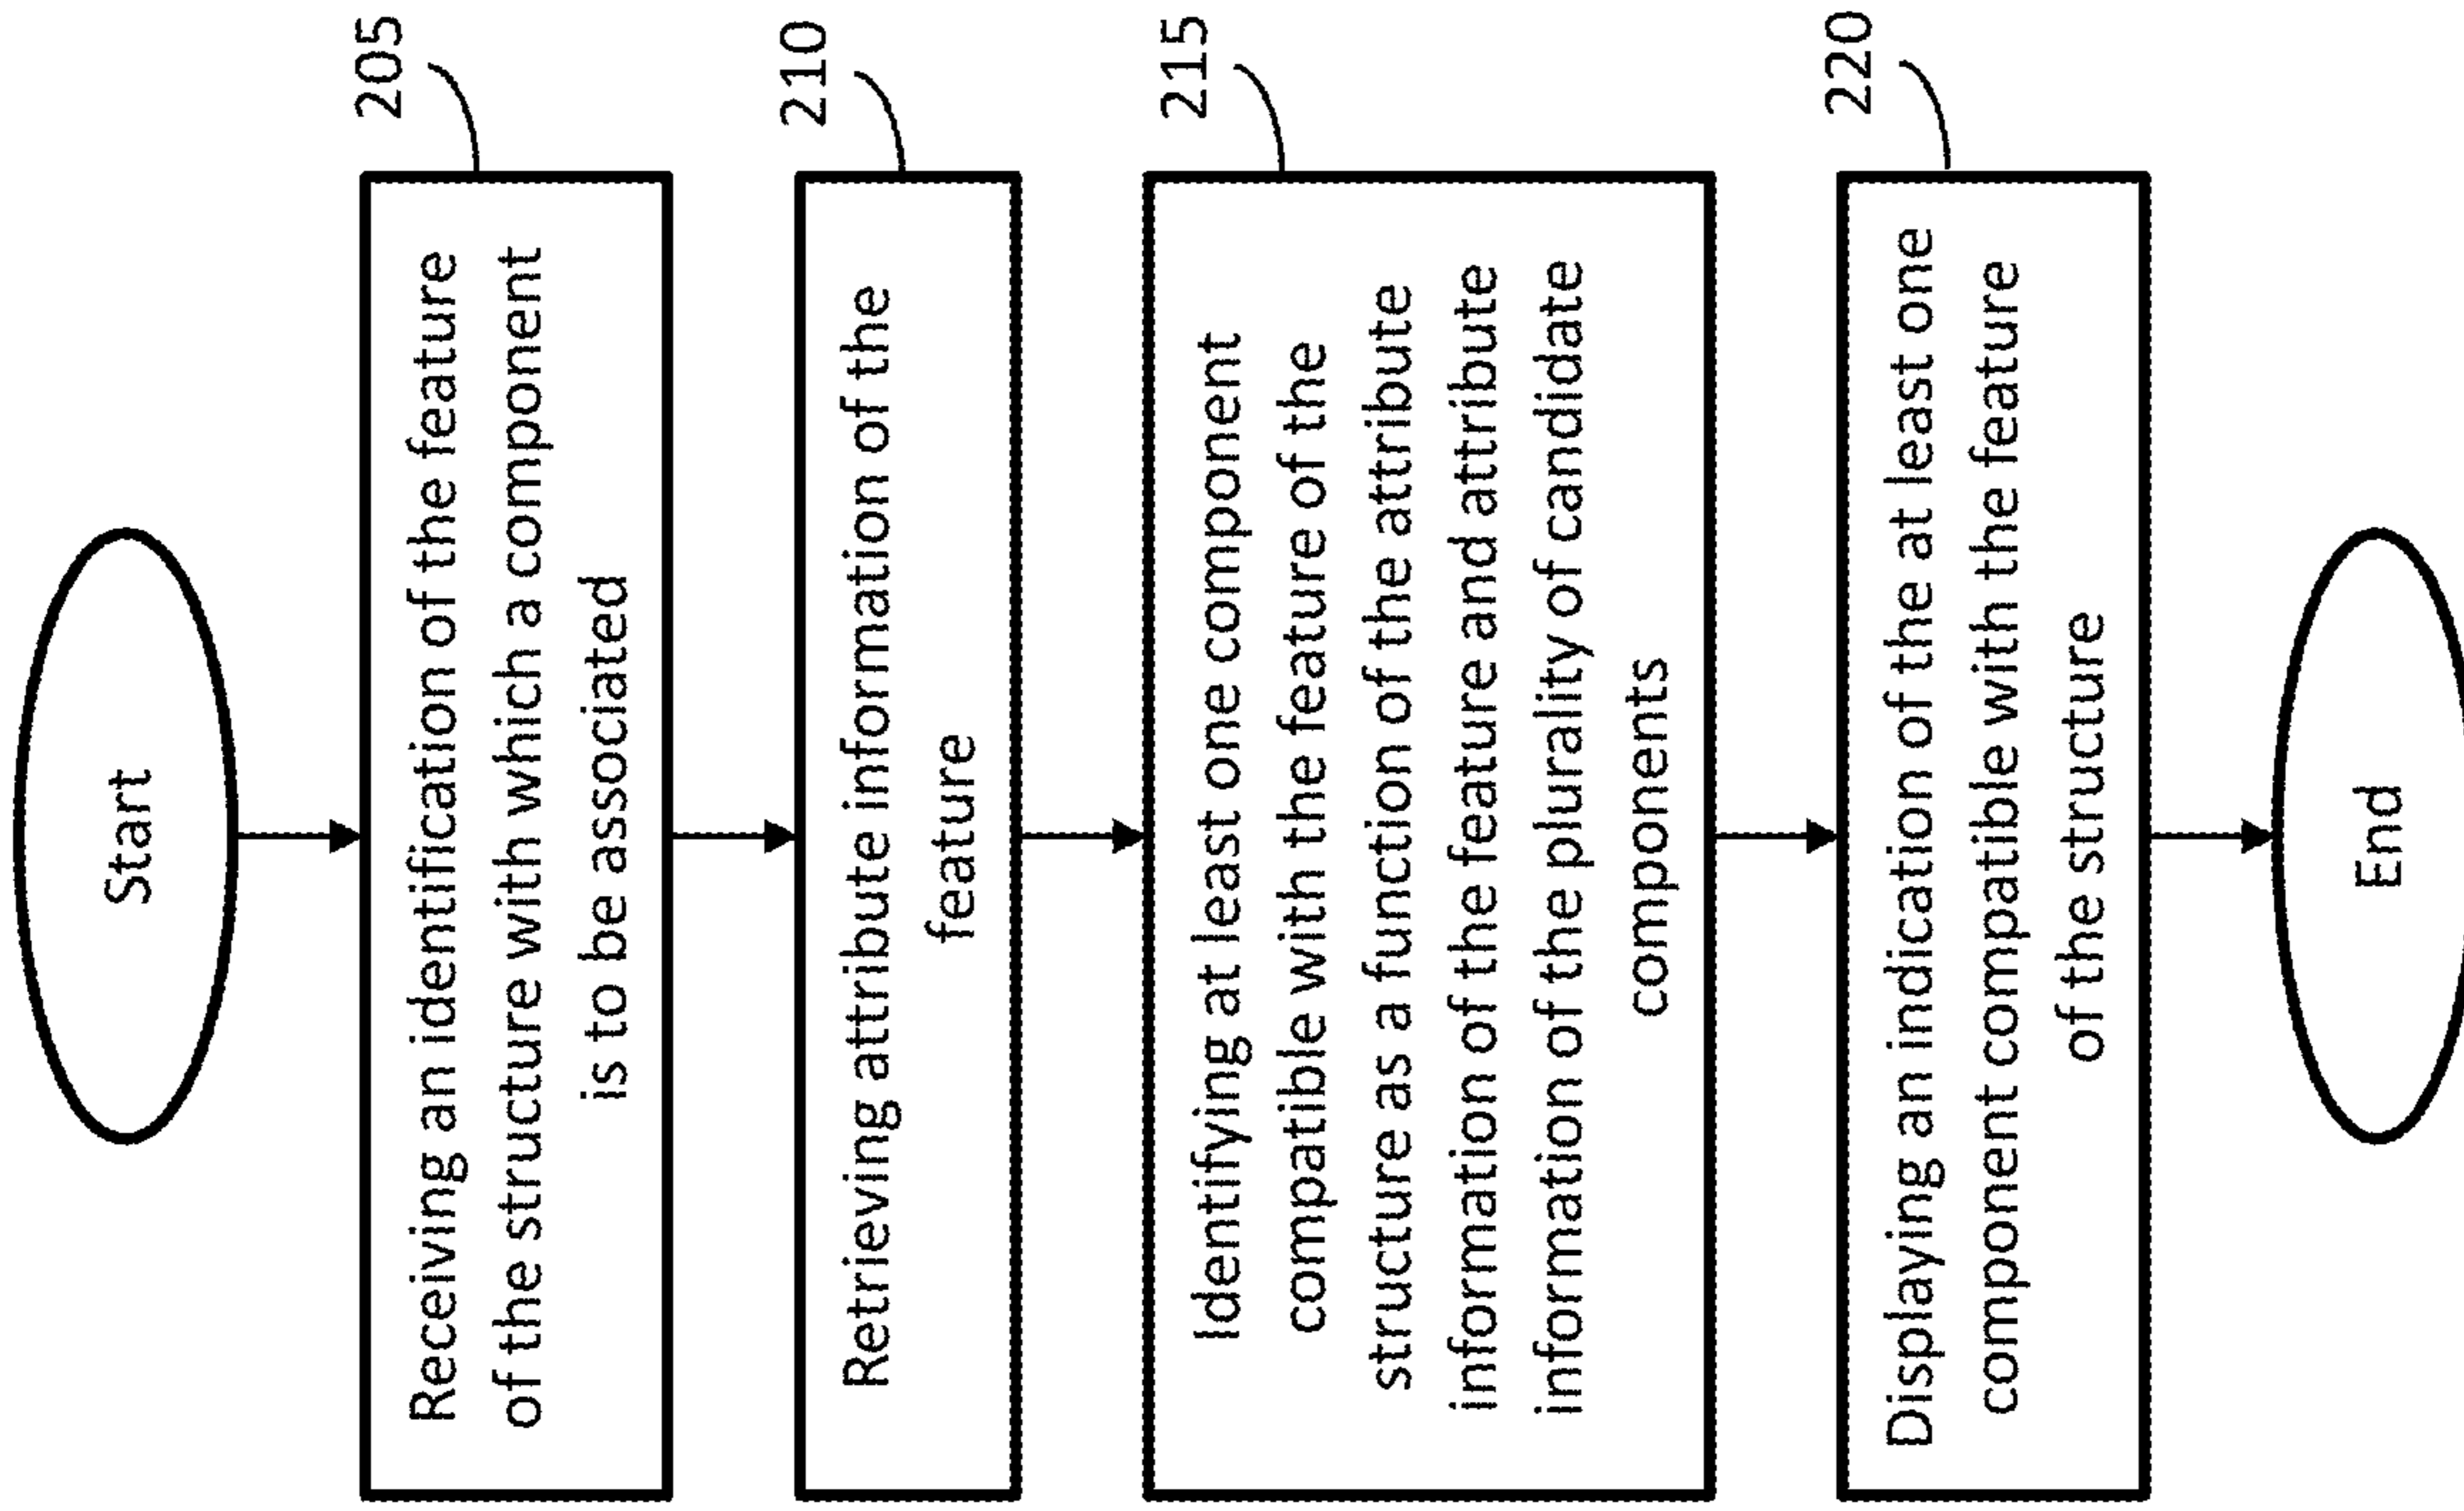 Start
205
Receiving an identification of the feature
of the structure with which a component
is to be associated
210
Retrieving attribute information of the
feature
215
Identifying at least one component
compatible with the feature of the
structure as a function of the attribute
information of the feature and attribute
information of the plurality of candidate
components
220
Displaying an indication of the at least one
component compatible with the feature
of the structure
End